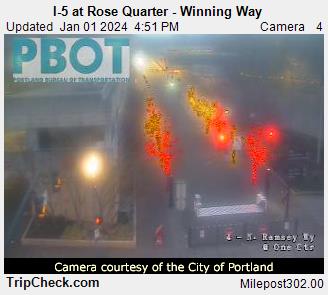 I-5 at Rose Quarter - Winning Way
Updated Jan 01 2024 4:51 PM Camera 4
PBOT
PORTLAND BUREAU OF TRANSPORTATION
4 - N. Ramsey Wy
@ One Ctr
Camera courtesy of the City of Portland
TripCheck.com Milepost302.00